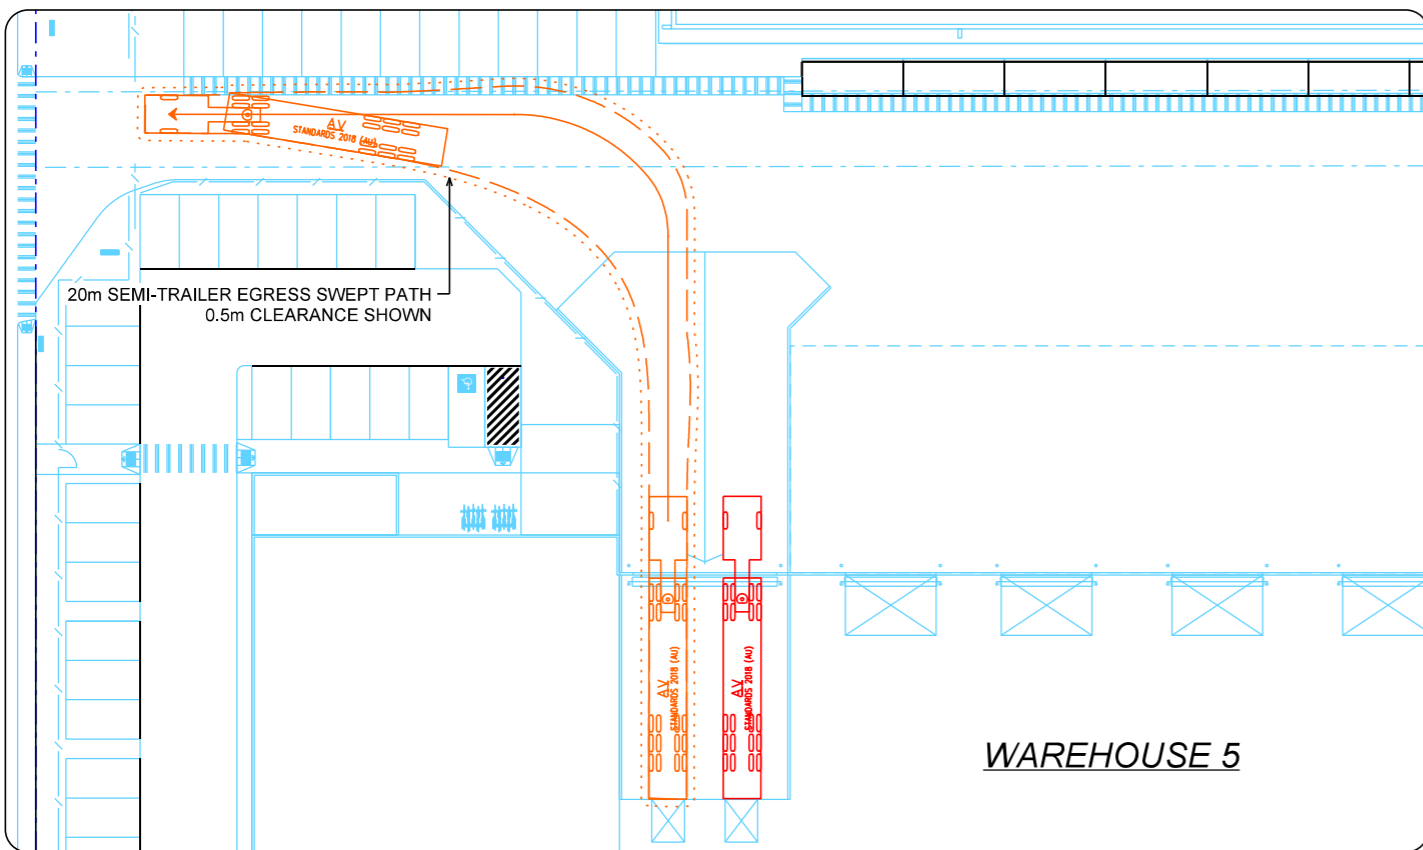 AV
STANDARDS 2018 (AU)
20m SEMI-TRAILER EGRESS SWEPT PATH
0.5m CLEARANCE SHOWN
AV
STANDARDS 2018 (AU)
AV
STANDARDS 2018 (AU)
WAREHOUSE 5